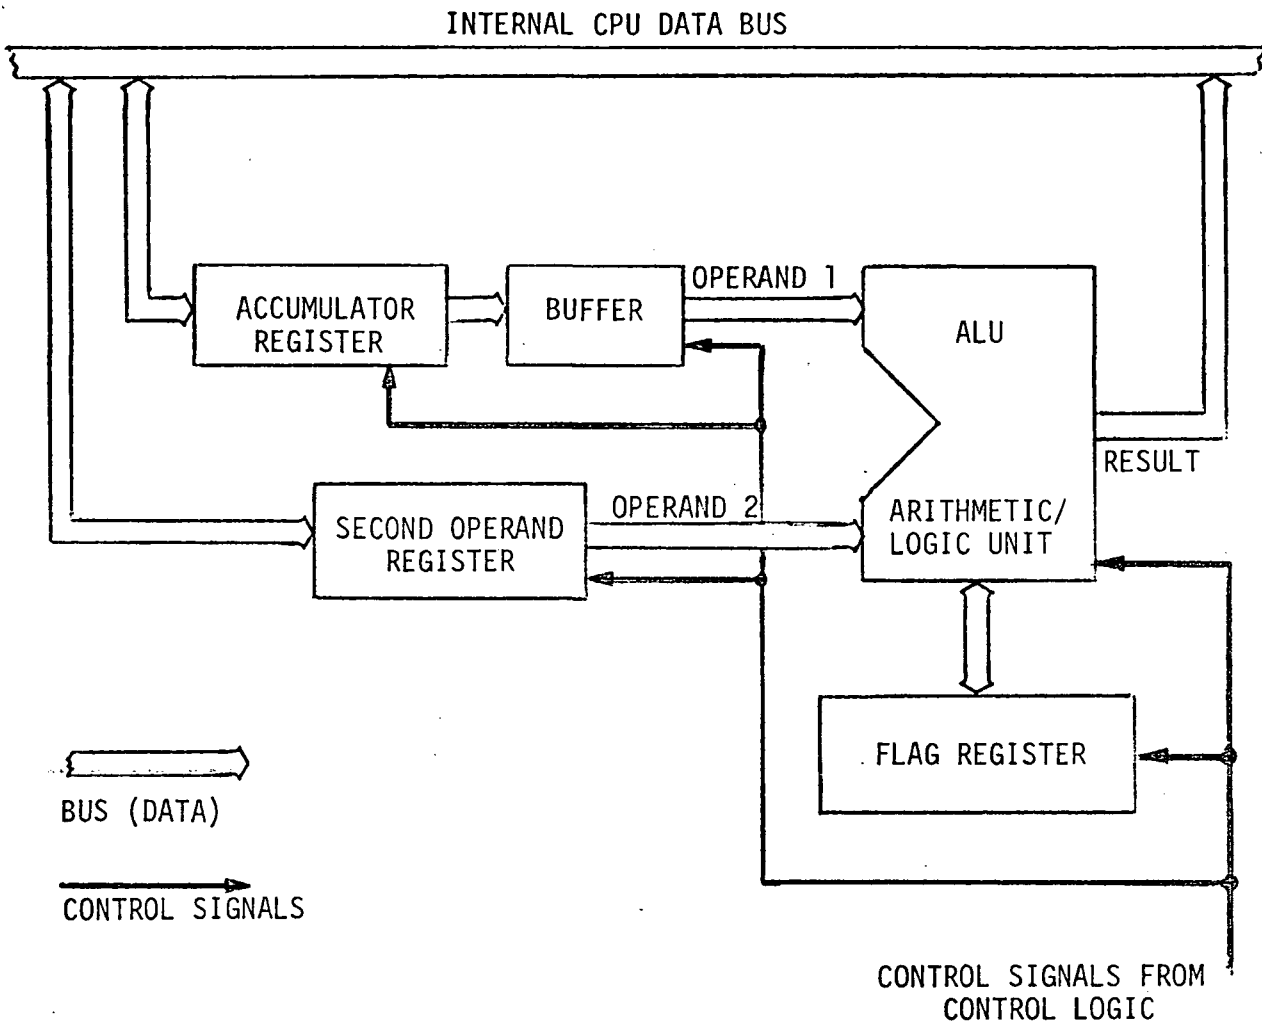 INTERNAL CPU DATA BUS
ACCUMULATOR
REGISTER
BUFFER
OPERAND 1
ALU
RESULT
SECOND OPERAND
REGISTER
OPERAND 2
ARITHMETIC/
LOGIC UNIT
FLAG REGISTER
BUS (DATA)
CONTROL SIGNALS
CONTROL SIGNALS FROM
CONTROL LOGIC